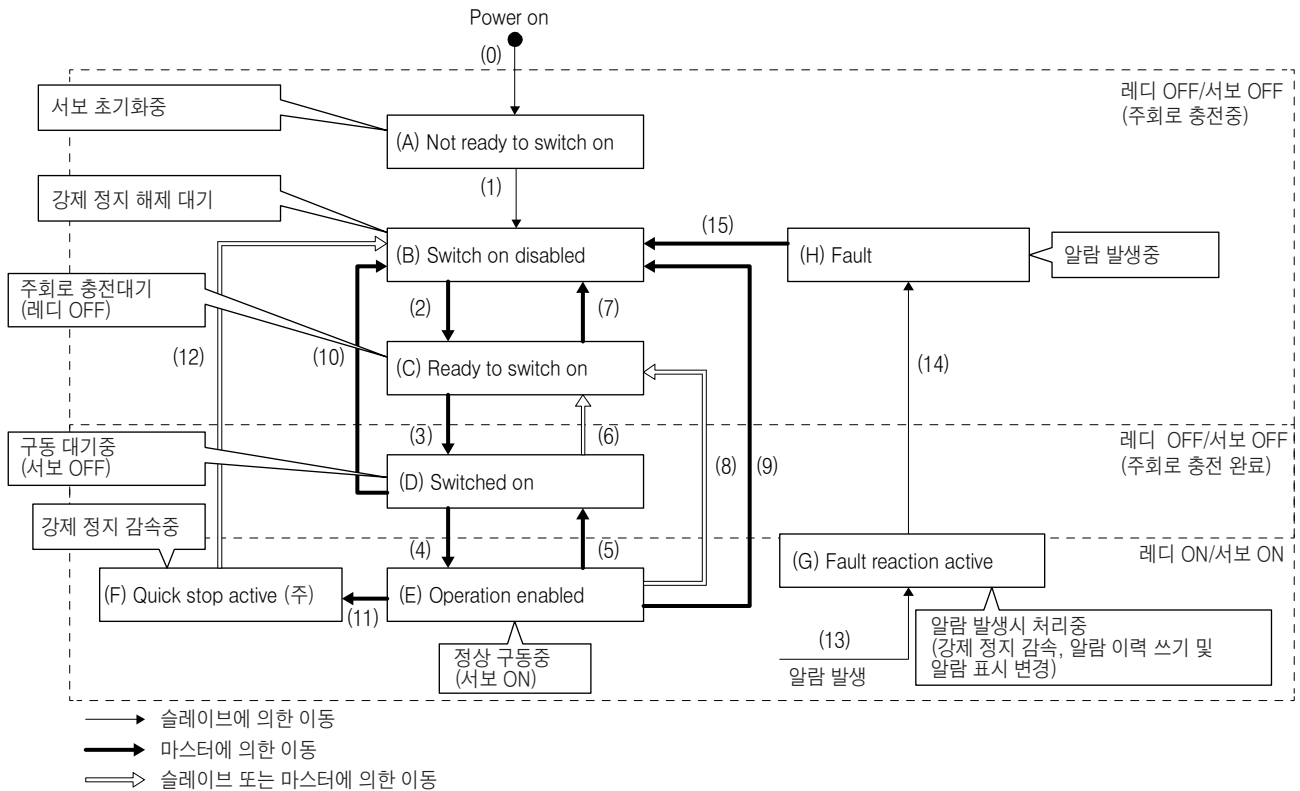 Power on
(0)
레디 OFF/서보 OFF
(주회로 충전중)
서보 초기화중
(A) Not ready to switch on
(1)
강제 정지 해제 대기
(15)
(B) Switch on disabled
(H) Fault
알람 발생중
주회로 충전대기
(레디 OFF)
(2)
(7)
(12)
(10)
(14)
(C) Ready to switch on
(3)
(6)
(8)
(9)
레디 OFF/서보 OFF
(주회로 충전 완료)
구동 대기중
(서보 OFF)
(D) Switched on
강제 정지 감속중
(4)
(5)
레디 ON/서보 ON
(G) Fault reaction active
(F) Quick stop active (주)
(11)
(E) Operation enabled
(13)
알람 발생
알람 발생시 처리중
(강제 정지 감속, 알람 이력 쓰기 및
알람 표시 변경)
정상 구동중
(서보 ON)
슬레이브에 의한 이동
마스터에 의한 이동
슬레이브 또는 마스터에 의한 이동